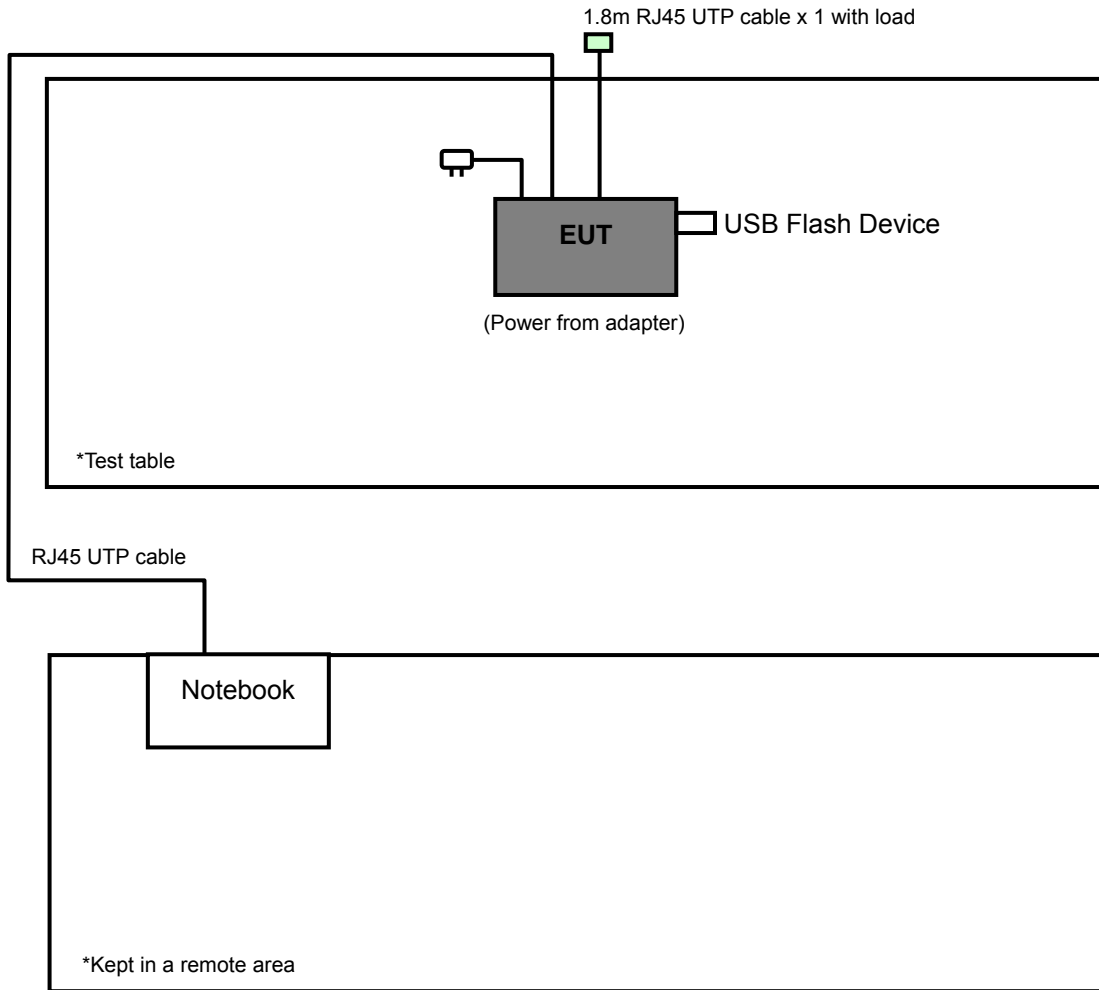 1.8m RJ45 UTP cable x 1 with load
EUT
USB Flash Device
(Power from adapter)
*Test table
RJ45 UTP cable
Notebook
*Kept in a remote area